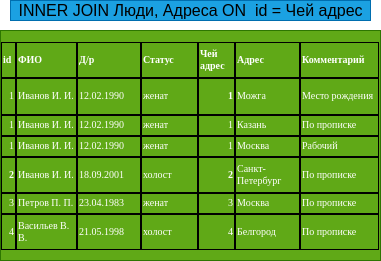 INNER JOIN Люди, Адреса ON id = Чей адрес
id ФИО Д/р Статус Чей адрес Адрес Комментарий
1 Иванов И. И. 12.02.1990 женат 1 Можга Место рождения
1 Иванов И. И. 12.02.1990 женат 1 Казань По прописке
1 Иванов И. И. 12.02.1990 женат 1 Москва Рабочий
2 Иванов И. И. 18.09.2001 холост 2 Санкт-Петербург По прописке
3 Петров П. П. 23.04.1983 женат 3 Москва По прописке
4 Васильев В. В. 21.05.1998 холост 4 Белгород По прописке